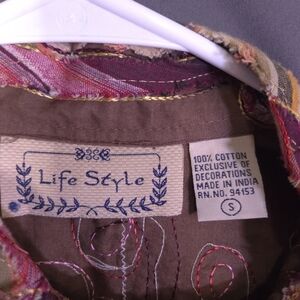 Life Style
100% COTTON
EXCLUSIVE OF
DECORATIONS
MADE IN INDIA
RN. NO. 94153
S